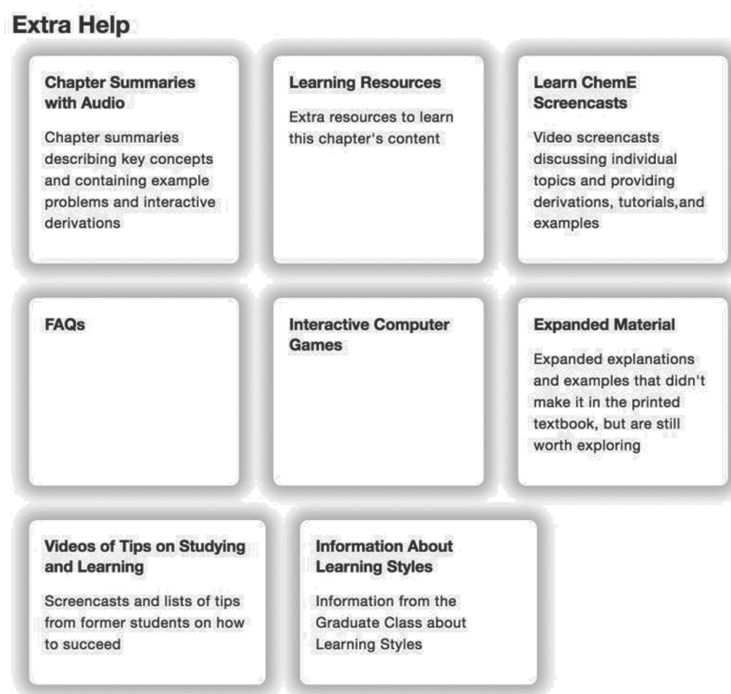 Extra Help
Chapter Summaries
with Audio
Chapter summaries
describing key concepts
and containing example
problems and interactive
derivations
Learning Resources
Extra resources to learn
this chapter's content
Learn ChemE
Screencasts
Video screencasts
discussing individual
topics and providing
derivations, tutorials,and
examples
FAQs
Interactive Computer
Games
Expanded Material
Expanded explanations
and examples that didn't
make it in the printed
textbook, but are still
worth exploring
Videos of Tips on Studying
and Learning
Screencasts and lists of tips
from former students on how
to succeed
Information About
Learning Styles
Information from the
Graduate Class about
Learning Styles